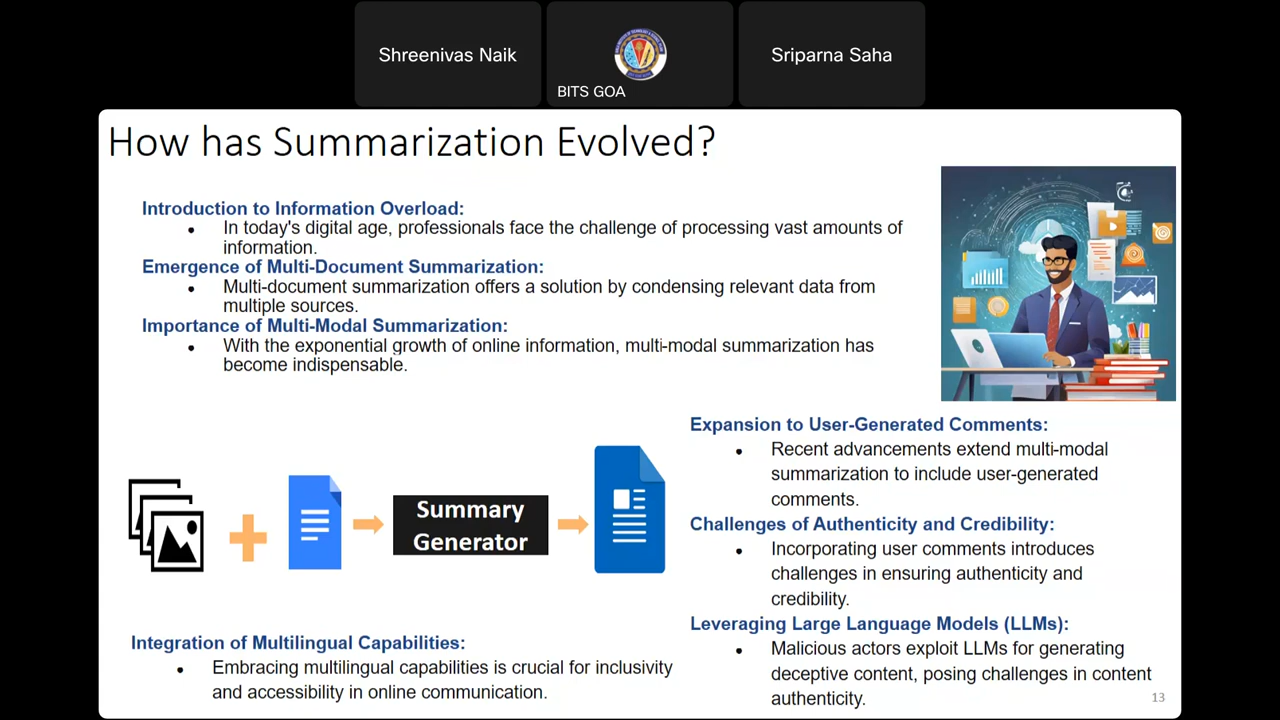 Shreenivas Naik
BITS GOA
Sriparna Saha
How has Summarization Evolved?
Introduction to Information Overload:
• In today's digital age, professionals face the challenge of processing vast amounts of
information.
Emergence of Multi-Document Summarization:
• Multi-document summarization offers a solution by condensing relevant data from
multiple sources.
Importance of Multi-Modal Summarization:
• With the exponential growth of online information, multi-modal summarization has
become indispensable.
Summary
Generator
Integration of Multilingual Capabilities:
• Embracing multilingual capabilities is crucial for inclusivity
and accessibility in online communication.
Expansion to User-Generated Comments:
• Recent advancements extend multi-modal
summarization to include user-generated
comments.
Challenges of Authenticity and Credibility:
• Incorporating user comments introduces
challenges in ensuring authenticity and
credibility.
Leveraging Large Language Models (LLMs):
• Malicious actors exploit LLMs for generating
deceptive content, posing challenges in content
authenticity.
13